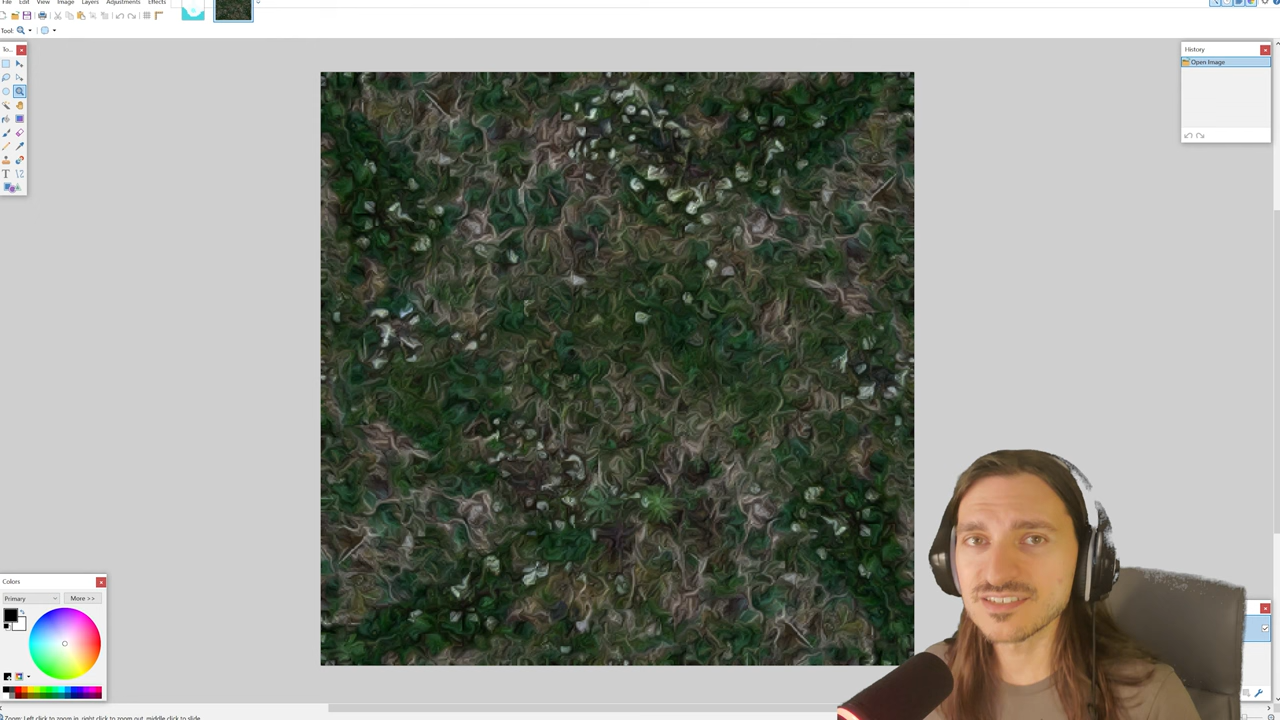 File Edit View Image Layers Adjustments Effects
Tool:
To...
History
Open Image
Colors
Primary
More >>
Zoom: Left click to zoom in, right click to zoom out, middle click to slide.